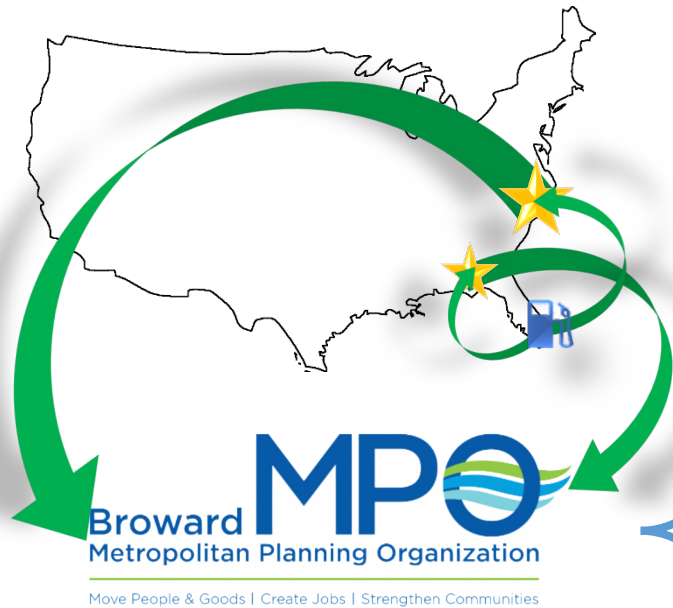 Broward MPO
Metropolitan Planning Organization
Move People & Goods | Create Jobs | Strengthen Communities